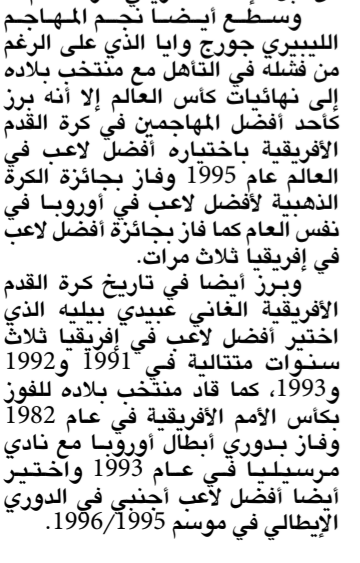 وسـطـع أيـضـا نجـم المـهـاجـم
الليبيري جورج وايا الذي على الرغم
من فشله في التأهل مع منتخب بلاده
إلى نهائيات كأس العالم إلا أنه برز
كأحد أفضل المهاجمين في كرة القدم
الأفريقية باختياره أفضل لاعب في
العالم عام 1995 وفاز بجائزة الكرة
الذهبية لأفضل لاعب في أوروبا في
نفس العام كما فاز بجائزة أفضل لاعب
في إفريقيا ثلاث مرات.
وبرز أيضا في تاريخ كرة القدم
الأفريقية الغاني عبيدي بيليه الذي
اختير أفضل لاعب في إفريقيا ثلاث
سنوات متتالية في 1991 و1992
و1993، كما قاد منتخب بلاده للفوز
بكأس الأمم الأفريقية في عام 1982
وفاز بدوري أبطال أوروبا مع نادي
مرسيليا في عام 1993 واختير
أيضا أفضل لاعب أجنبي في الدوري
الإيطالي في موسم 1996/1995.